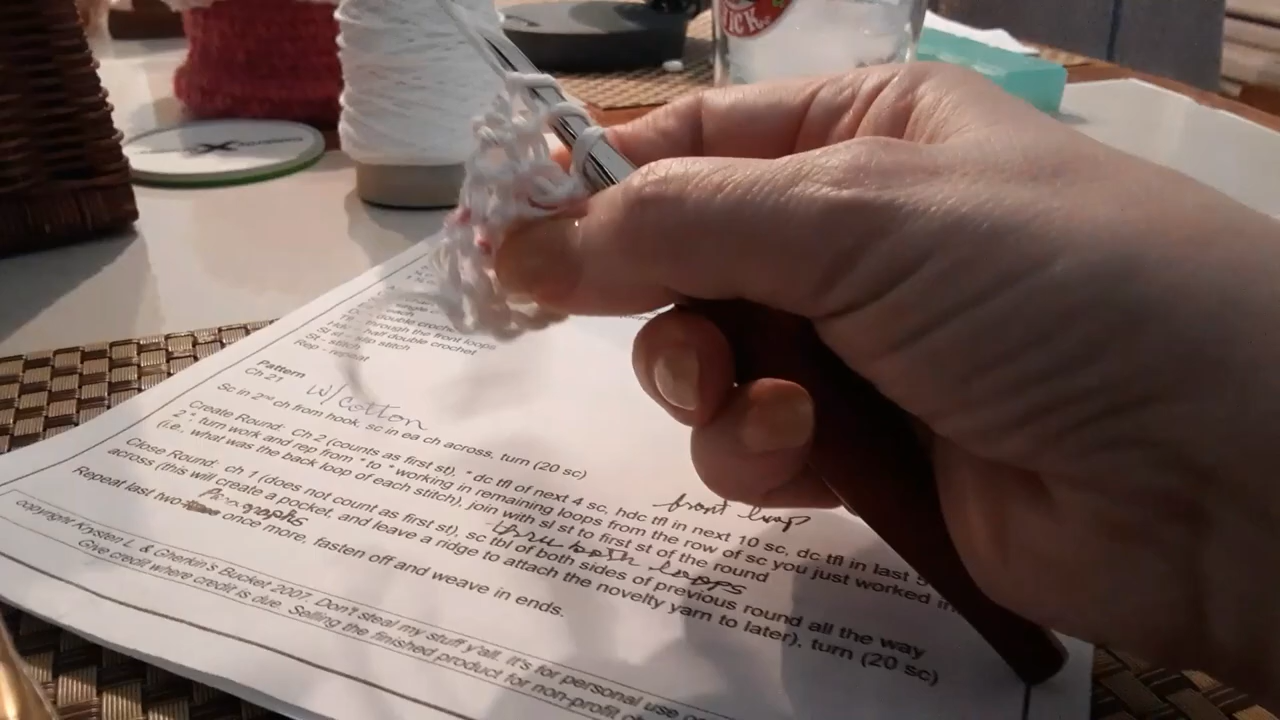 ICK
X
each
double crochet
through the front loops
Hdc - half double crochet
Sl st - slip stitch
St - stitch
Rep - repeat
Pattern
Ch 21
w/ cotton
Sc in 2nd ch from hook, sc in ea ch across, turn (20 sc)
front loop
Create Round: Ch 2 (counts as first st), * dc tfl of next 4 sc, hdc tfl in next 10 sc, dc tfl in last 5
2 *, turn work and rep from * to * working in remaining loops from the row of sc you just worked in
(i.e., what was the back loop of each stitch), join with sl st to first st of the round
thru both loops
Close Round: ch 1 (does not count as first st), sc tbl of both sides of previous round all the way
across (this will create a pocket, and leave a ridge to attach the novelty yarn to later), turn (20 sc)
Paragraphs
Repeat last two once more, fasten off and weave in ends.
copyright Krysten L & Gherkin's Bucket 2007. Don't steal my stuff y'all. It's for personal use
Give credit where credit is due. Selling the finished product for non-profit